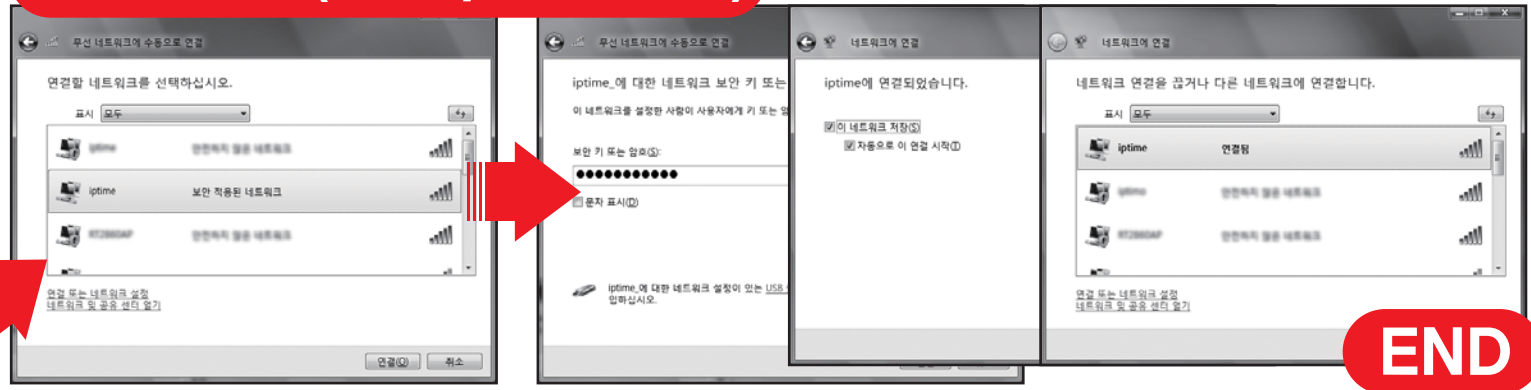 무선 네트워크에 수동으로 연결
연결할 네트워크를 선택하십시오.
표시 모두
iptime 보안 적용된 네트워크
연결 또는 네트워크 설정
네트워크 및 공유 센터 열기
연결(O) 취소
무선 네트워크에 수동으로 연결
iptime_에 대한 네트워크 보안 키 또는
이 네트워크를 설정한 사람이 사용자에게 키 또는
보안 키 또는 암호(S):
문자 표시(D)
iptime_에 대한 네트워크 설정이 있는 USB
입하십시오.
네트워크에 연결
iptime에 연결되었습니다.
이 네트워크 저장(S)
자동으로 이 연결 시작(T)
네트워크에 연결
네트워크 연결을 끊거나 다른 네트워크에 연결합니다.
표시 모두
iptime 연결됨
연결 또는 네트워크 설정
네트워크 및 공유 센터 열기
END